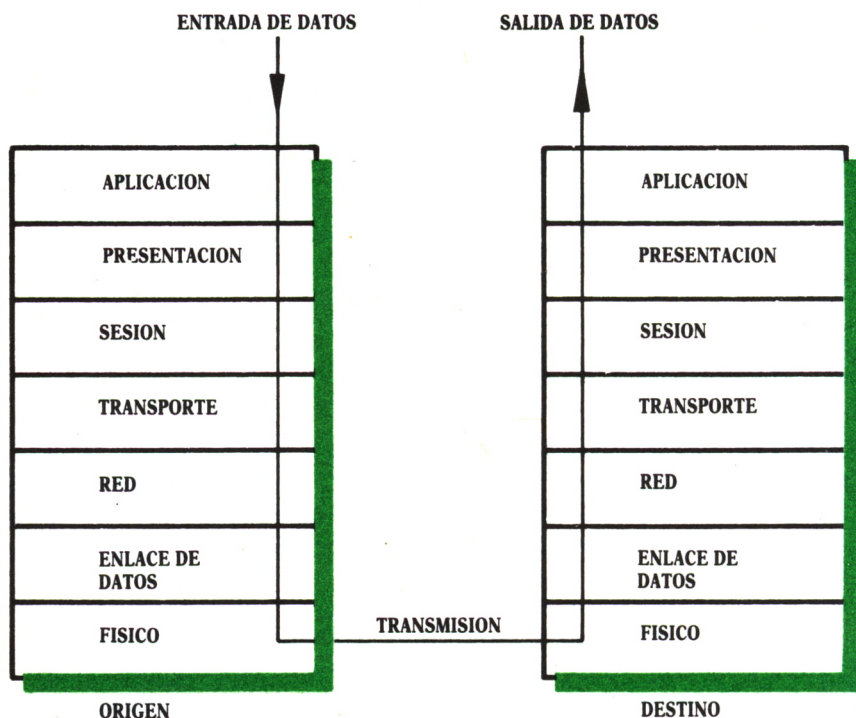 ENTRADA DE DATOS
SALIDA DE DATOS
APLICACION
PRESENTACION
SESION
TRANSPORTE
RED
ENLACE DE
DATOS
FISICO
ORIGEN
TRANSMISION
APLICACION
PRESENTACION
SESION
TRANSPORTE
RED
ENLACE DE
DATOS
FISICO
DESTINO